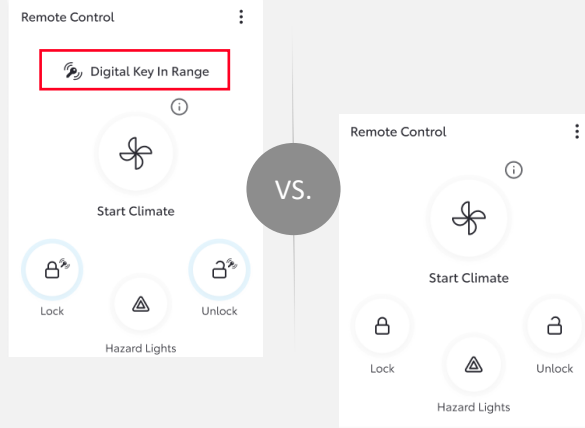 Remote Control
Digital Key In Range
Start Climate
Lock
Unlock
Hazard Lights
VS.
Remote Control
Start Climate
Lock
Unlock
Hazard Lights